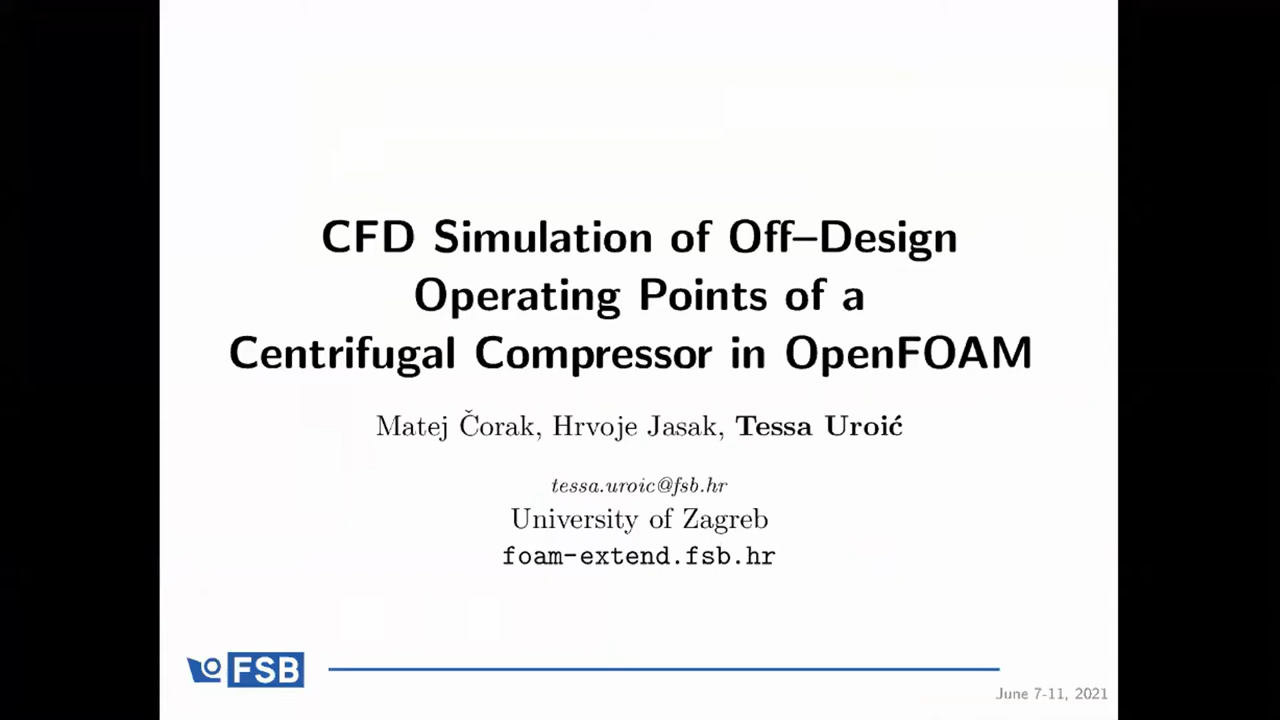 CFD Simulation of Off–Design
Operating Points of a
Centrifugal Compressor in OpenFOAM
Matej Čorak, Hrvoje Jasak, Tessa Uroić
tessa.uroic@fsb.hr
University of Zagreb
foam-extend.fsb.hr
FSB
June 7-11, 2021